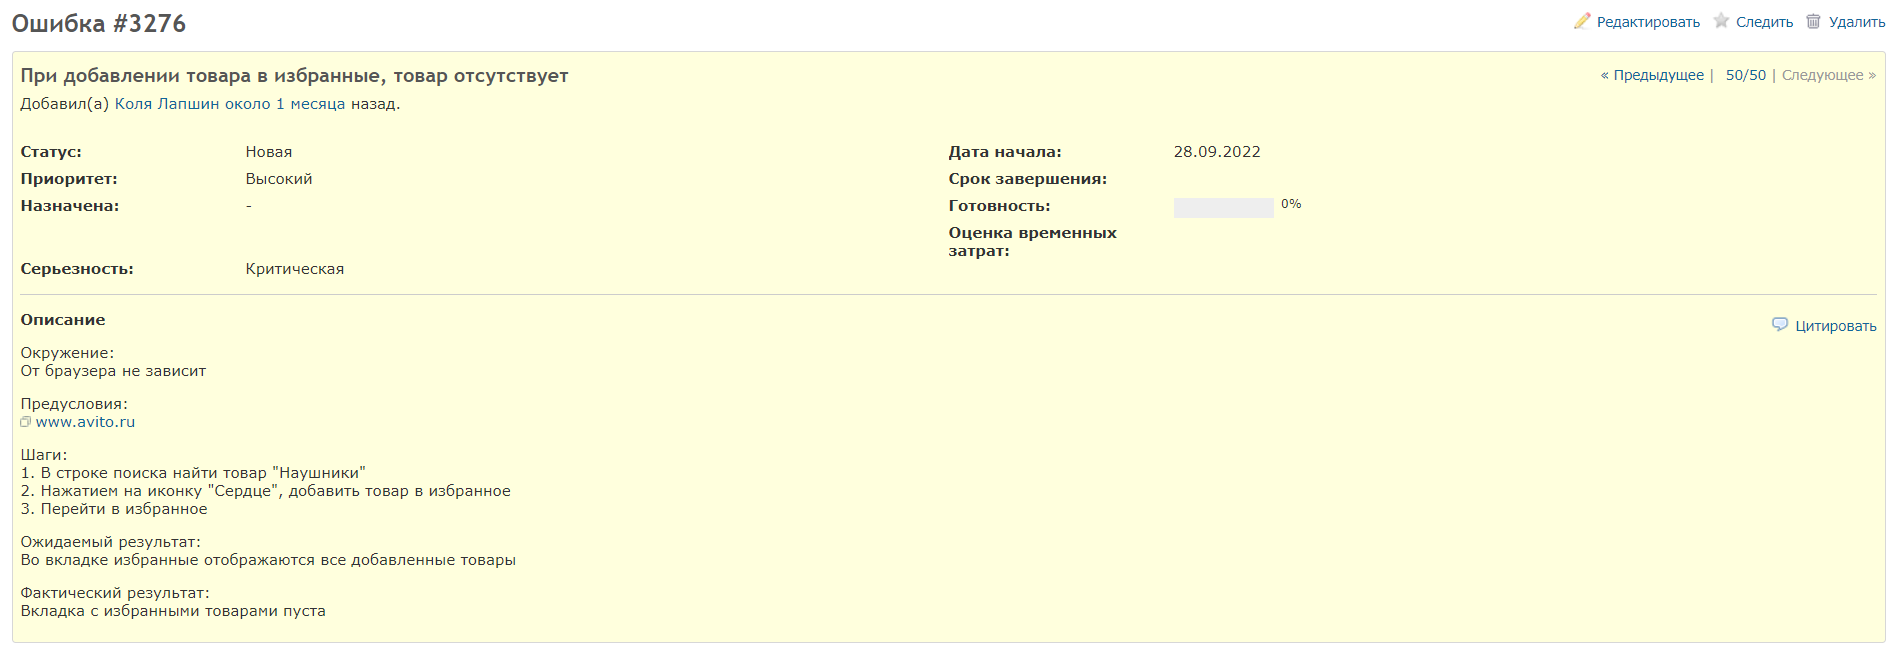 Ошибка #3276
Редактировать Следить Удалить
При добавлении товара в избранные, товар отсутствует
« Предыдущее | 50/50 | Следующее »
Добавил(а) Коля Лапшин около 1 месяца назад.
Статус: Новая
Дата начала: 28.09.2022
Приоритет: Высокий
Срок завершения:
Назначена: -
Готовность: 0%
Оценка временных
затрат:
Серьезность: Критическая
Описание
Цитировать
Окружение:
От браузера не зависит
Предусловия:
www.avito.ru
Шаги:
1. В строке поиска найти товар "Наушники"
2. Нажатием на иконку "Сердце", добавить товар в избранное
3. Перейти в избранное
Ожидаемый результат:
Во вкладке избранные отображаются все добавленные товары
Фактический результат:
Вкладка с избранными товарами пуста